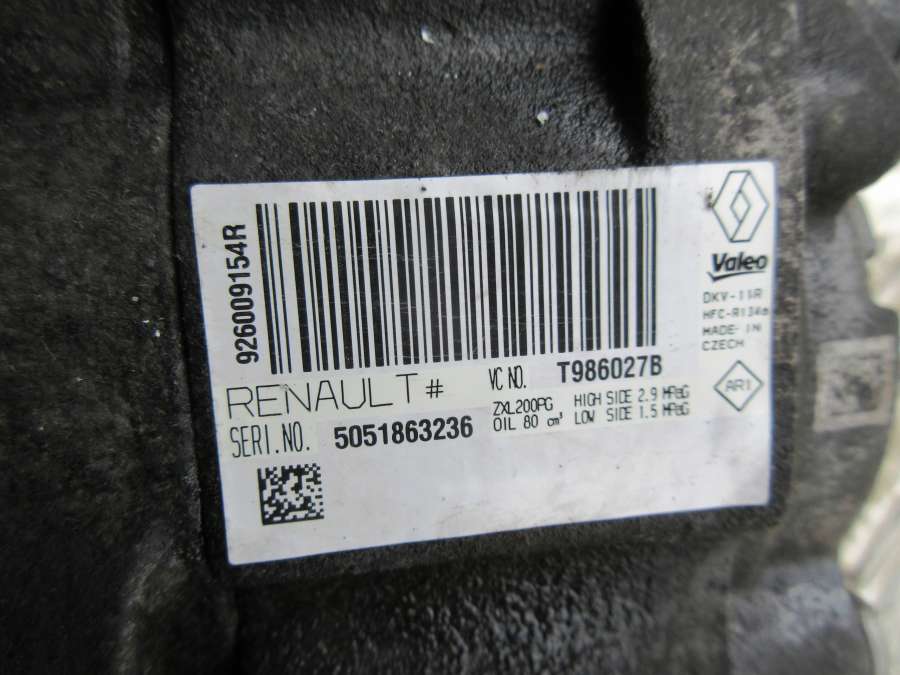 926009154R
Valeo
DKV-11R
HFC-R134a
MADE-IN
CZECH
RENAULT#
VC NO. T986027B
SERI.NO. 5051863236
ZXL200PG HIGH SIDE 2.9 MPaG
OIL 80 cm³ LOW SIDE 1.5 MPaG
AR1